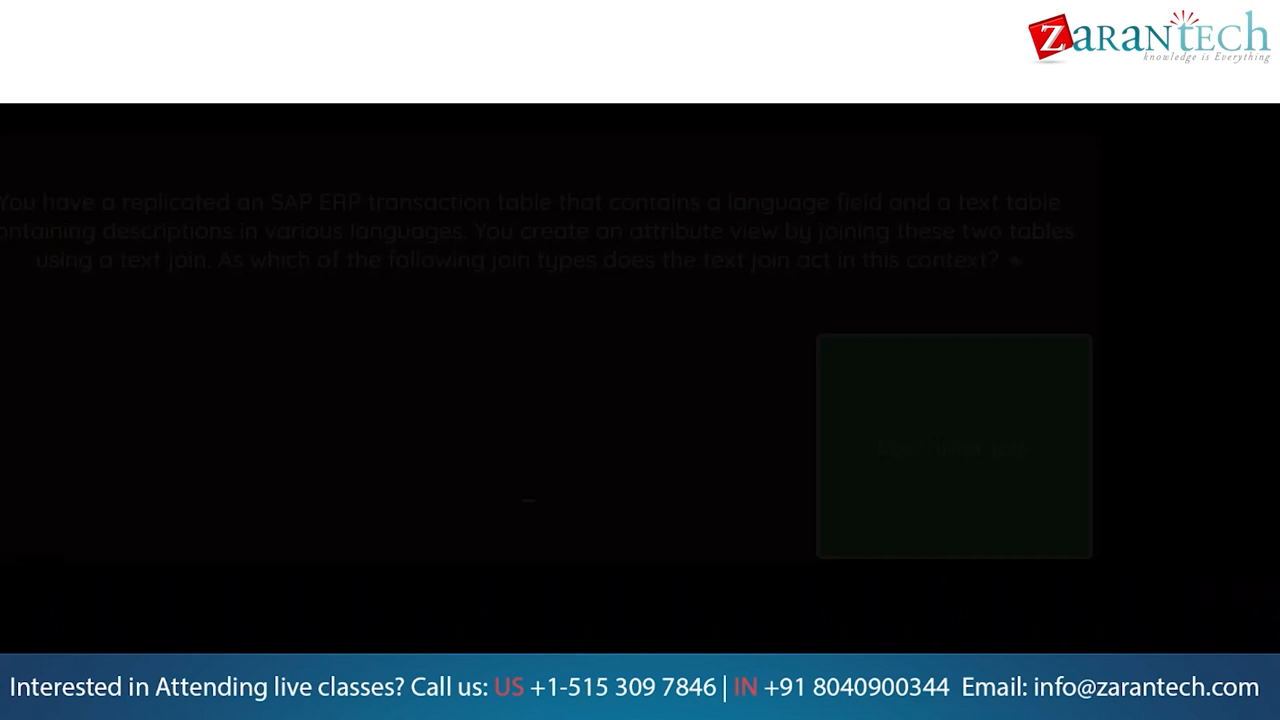 ZARANTECH
knowledge is Everything
You have a replicated an SAP ERP transaction table that contains a language field and a text table
ontaining descriptions in various languages. You create an attribute view by joining these two tables
using a text join. As which of the following join types does the text join act in this context?
Interested in Attending live classes? Call us: US +1-515 309 7846 | IN +91 8040900344 Email: info@zarantech.com